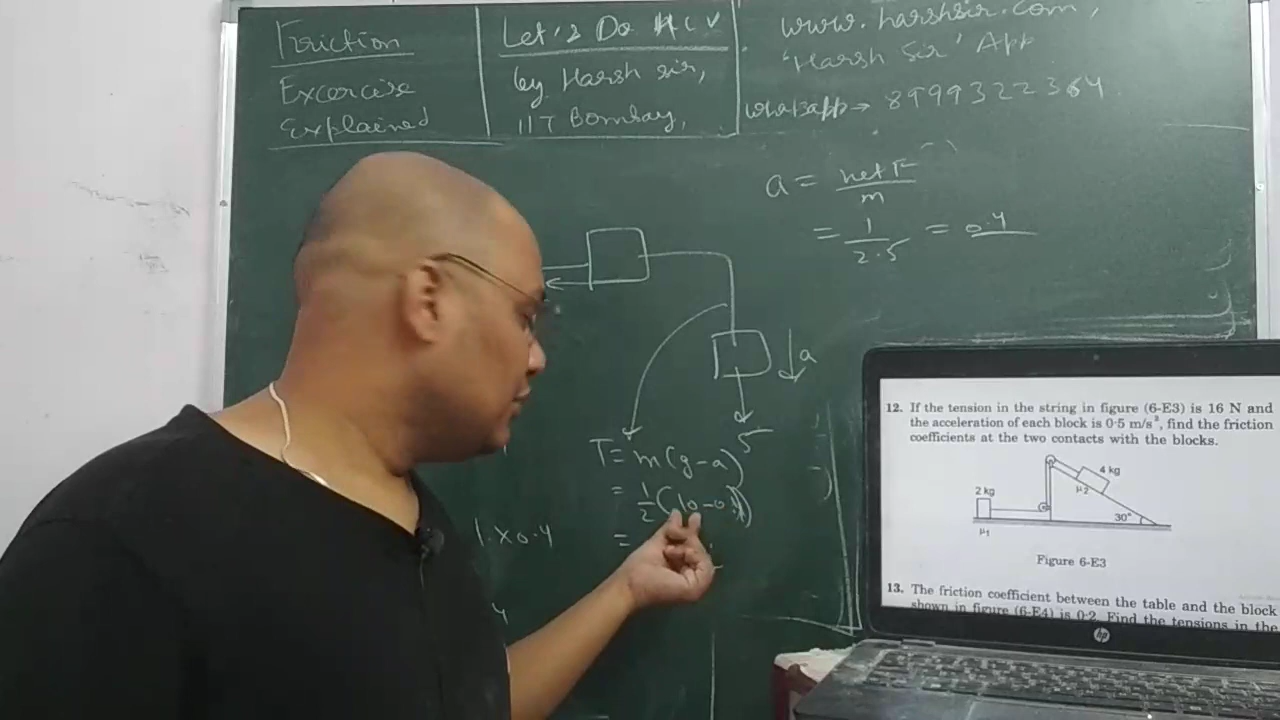 Friction
Excercise
Explained
Let's Do HCV
by Harsh sir,
IIT Bombay,
www.harshsir.com,
'Harsh Sir' App
whatsapp → 8999322364
a = net F / m
= 1 / 2.5 = 0.4
a
5
T = m(g-a)
= 1/2 (10-0.4)
=
1 × 0.4
12. If the tension in the string in figure (6-E3) is 16 N and
the acceleration of each block is 0·5 m/s², find the friction
coefficients at the two contacts with the blocks.
4 kg
μ2
2 kg
30°
μ1
Figure 6-E3
13. The friction coefficient between the table and the block
shown in figure (6-E4) is 0·2. Find the tensions in the
hp